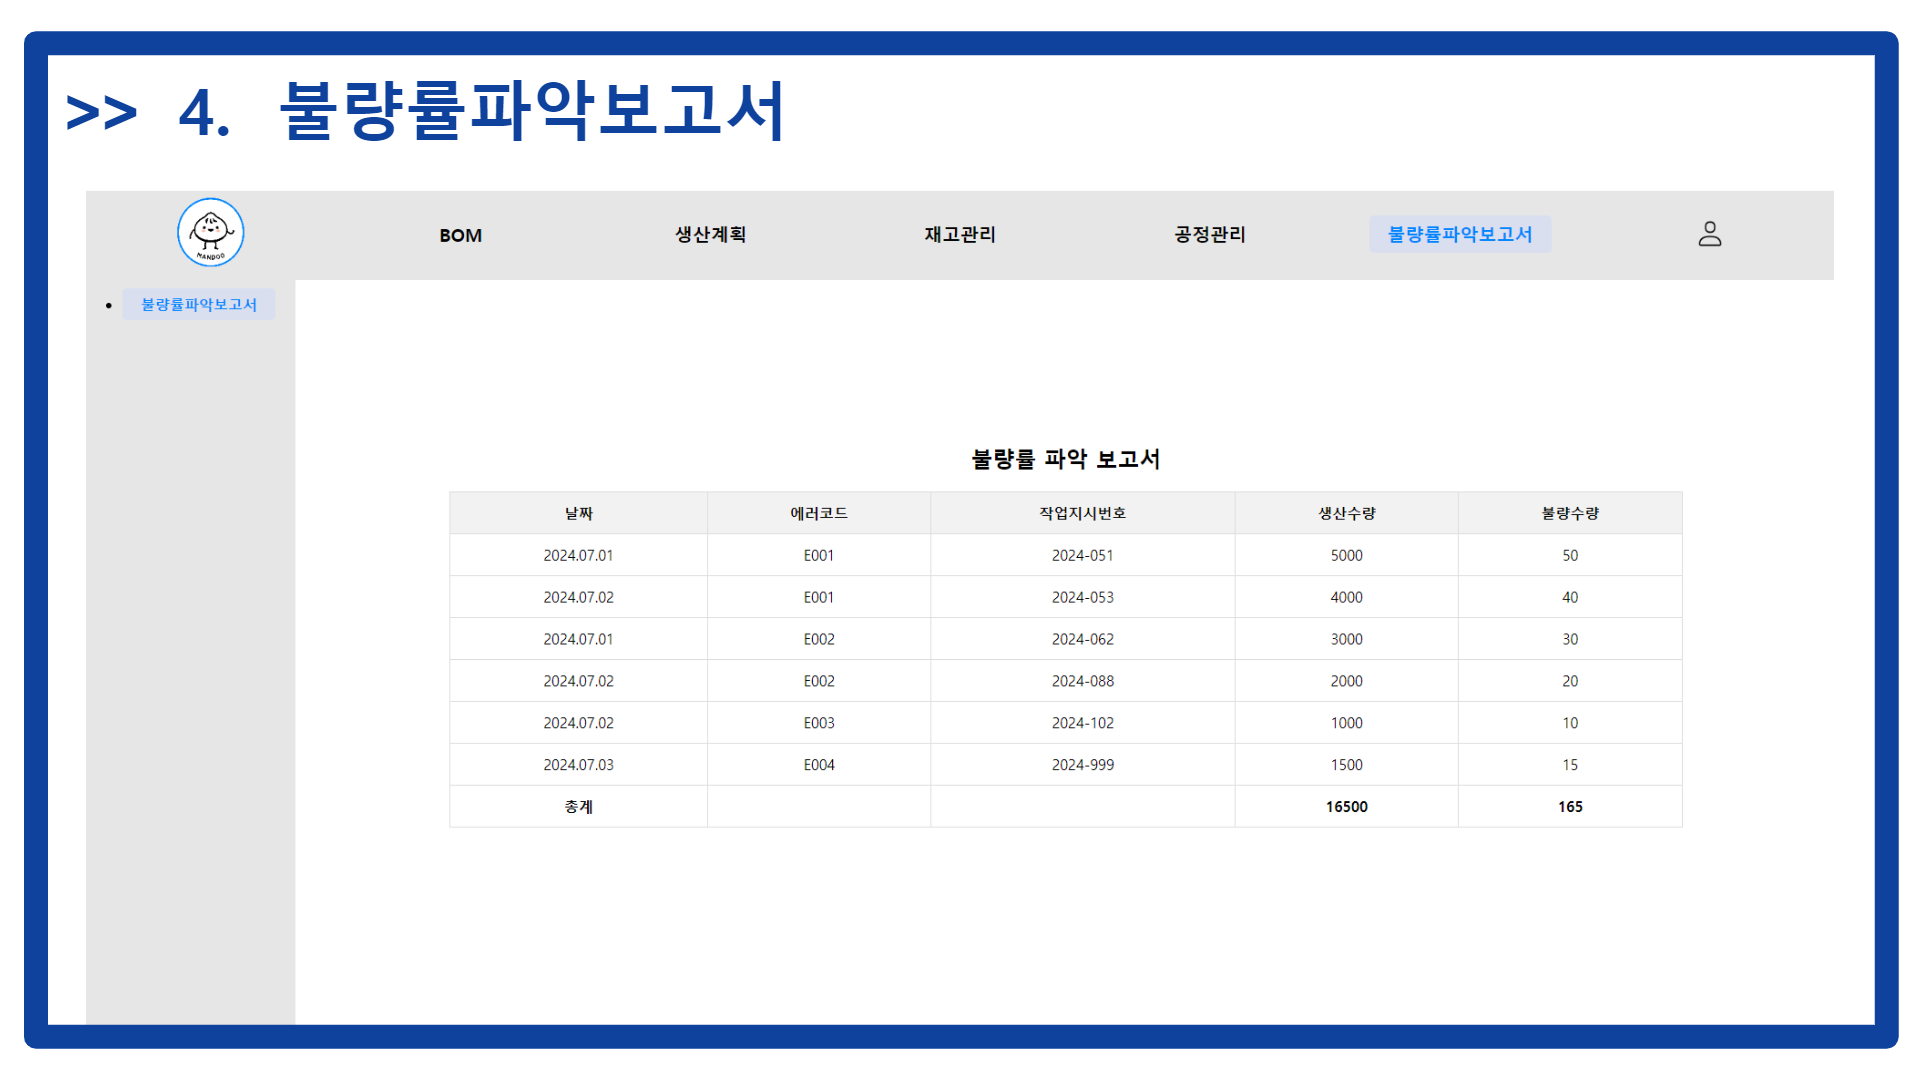 >> 4. 불량률파악보고서
MANDOO
BOM 생산계획 재고관리 공정관리 불량률파악보고서
• 불량률파악보고서
불량률 파악 보고서
날짜 에러코드 작업지시번호 생산수량 불량수량
2024.07.01 E001 2024-051 5000 50
2024.07.02 E001 2024-053 4000 40
2024.07.01 E002 2024-062 3000 30
2024.07.02 E002 2024-088 2000 20
2024.07.02 E003 2024-102 1000 10
2024.07.03 E004 2024-999 1500 15
총계 16500 165